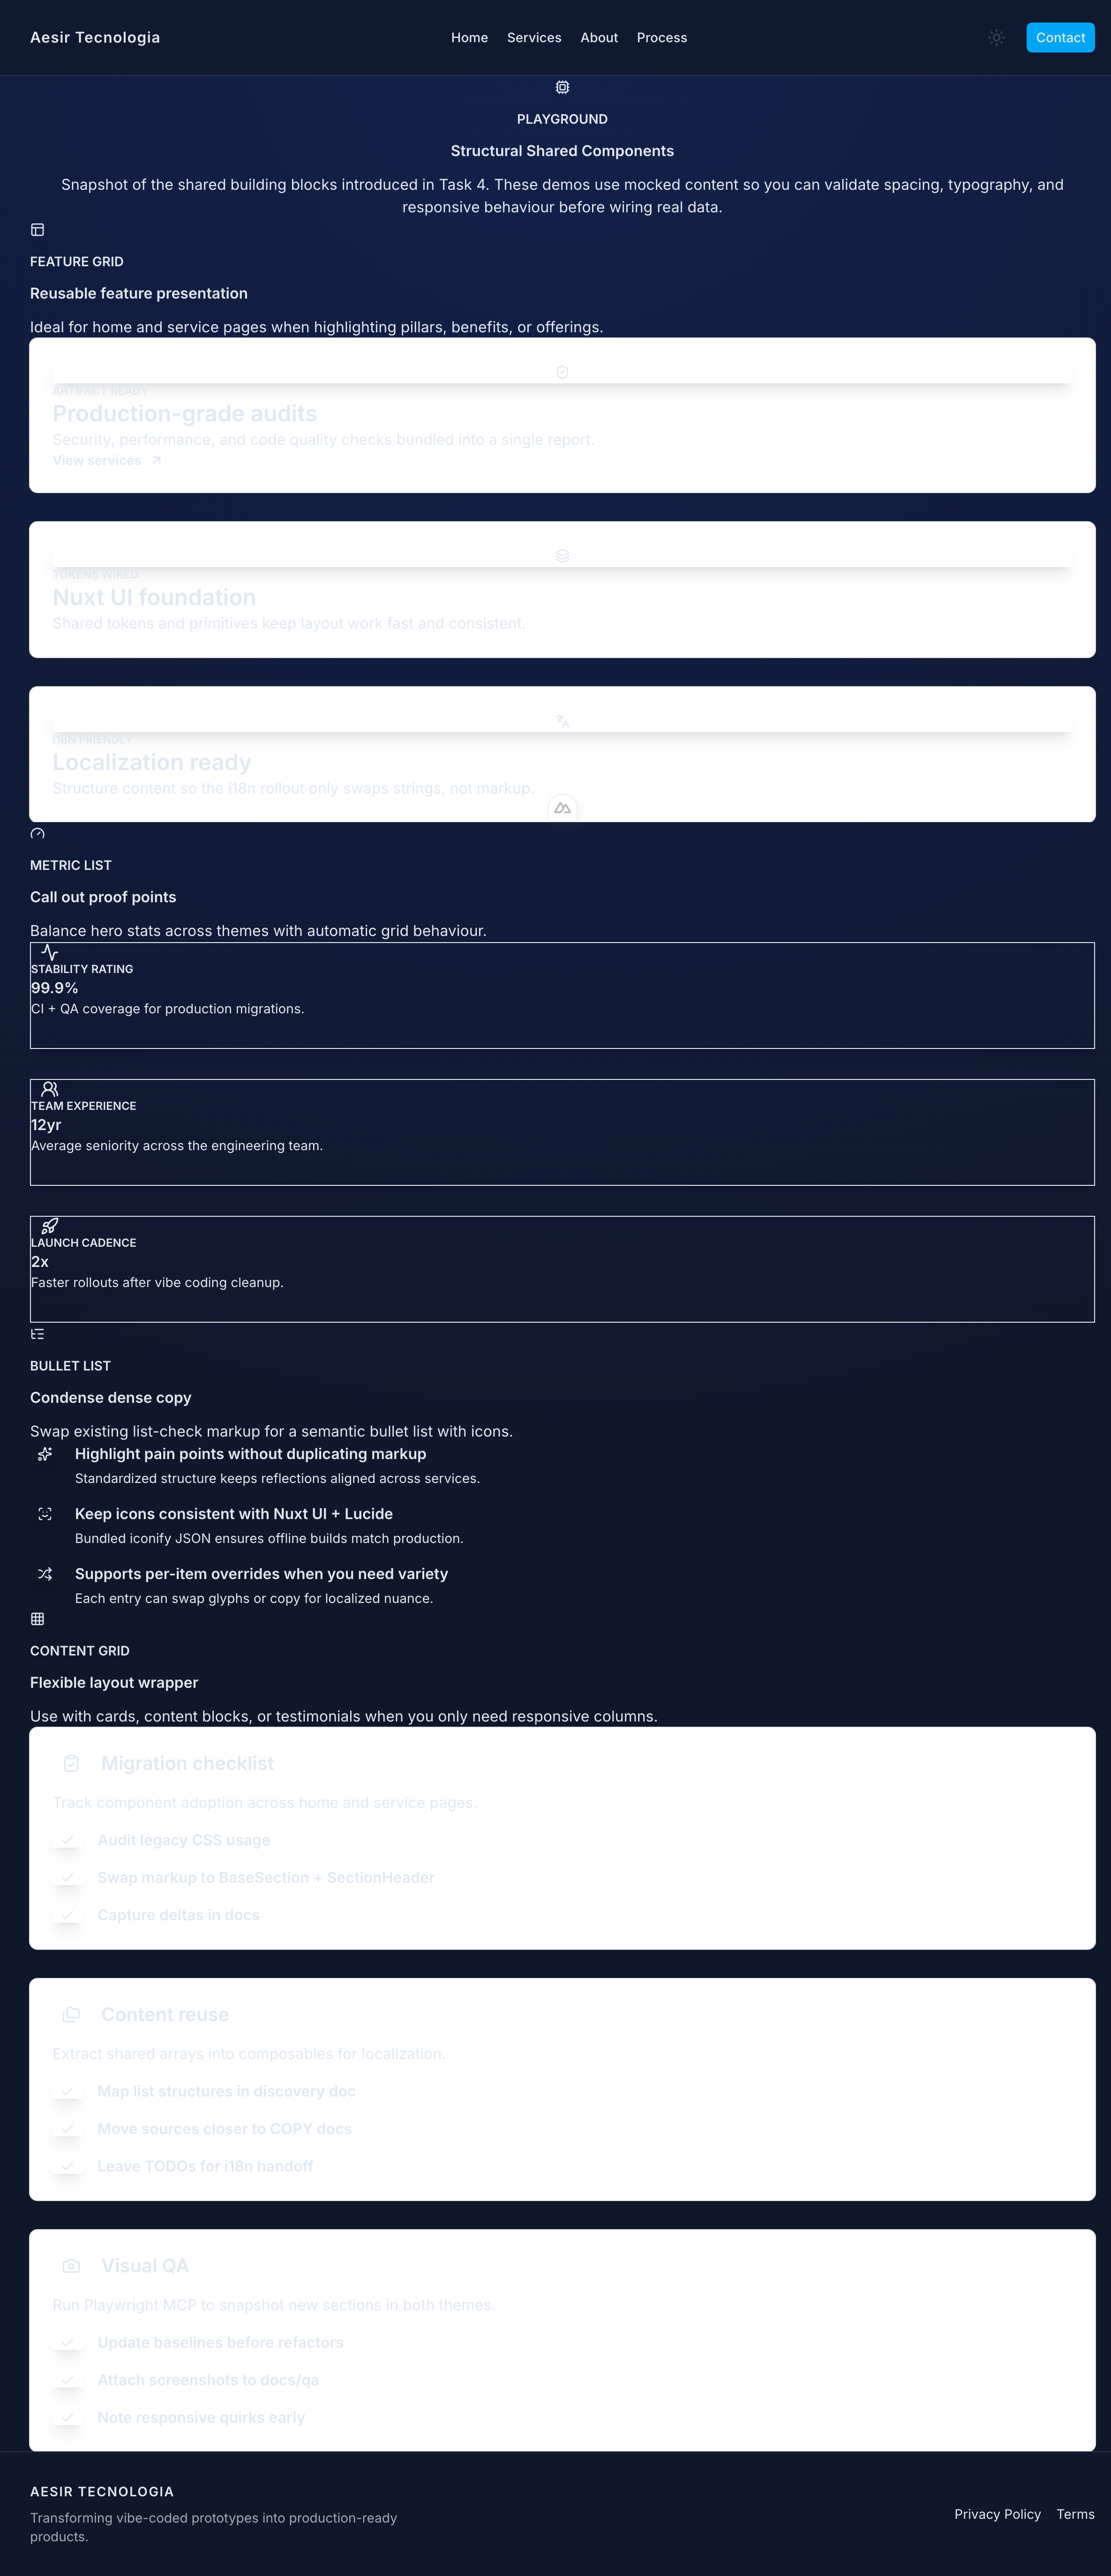 Aesir Tecnologia
Home Services About Process
Contact
PLAYGROUND
Structural Shared Components
Snapshot of the shared building blocks introduced in Task 4. These demos use mocked content so you can validate spacing, typography, and
responsive behaviour before wiring real data.
FEATURE GRID
Reusable feature presentation
Ideal for home and service pages when highlighting pillars, benefits, or offerings.
ARTIFACT READY
Production-grade audits
Security, performance, and code quality checks bundled into a single report.
View services
TOKENS WIRED
Nuxt UI foundation
Shared tokens and primitives keep layout work fast and consistent.
I18N FRIENDLY
Localization ready
Structure content so the i18n rollout only swaps strings, not markup.
METRIC LIST
Call out proof points
Balance hero stats across themes with automatic grid behaviour.
STABILITY RATING
99.9%
CI + QA coverage for production migrations.
TEAM EXPERIENCE
12yr
Average seniority across the engineering team.
LAUNCH CADENCE
2x
Faster rollouts after vibe coding cleanup.
BULLET LIST
Condense dense copy
Swap existing list-check markup for a semantic bullet list with icons.
Highlight pain points without duplicating markup
Standardized structure keeps reflections aligned across services.
Keep icons consistent with Nuxt UI + Lucide
Bundled iconify JSON ensures offline builds match production.
Supports per-item overrides when you need variety
Each entry can swap glyphs or copy for localized nuance.
CONTENT GRID
Flexible layout wrapper
Use with cards, content blocks, or testimonials when you only need responsive columns.
Migration checklist
Track component adoption across home and service pages.
Audit legacy CSS usage
Swap markup to BaseSection + SectionHeader
Capture deltas in docs
Content reuse
Extract shared arrays into composables for localization.
Map list structures in discovery doc
Move sources closer to COPY docs
Leave TODOs for i18n handoff
Visual QA
Run Playwright MCP to snapshot new sections in both themes.
Update baselines before refactors
Attach screenshots to docs/qa
Note responsive quirks early
AESIR TECNOLOGIA
Transforming vibe-coded prototypes into production-ready
products.
Privacy Policy Terms